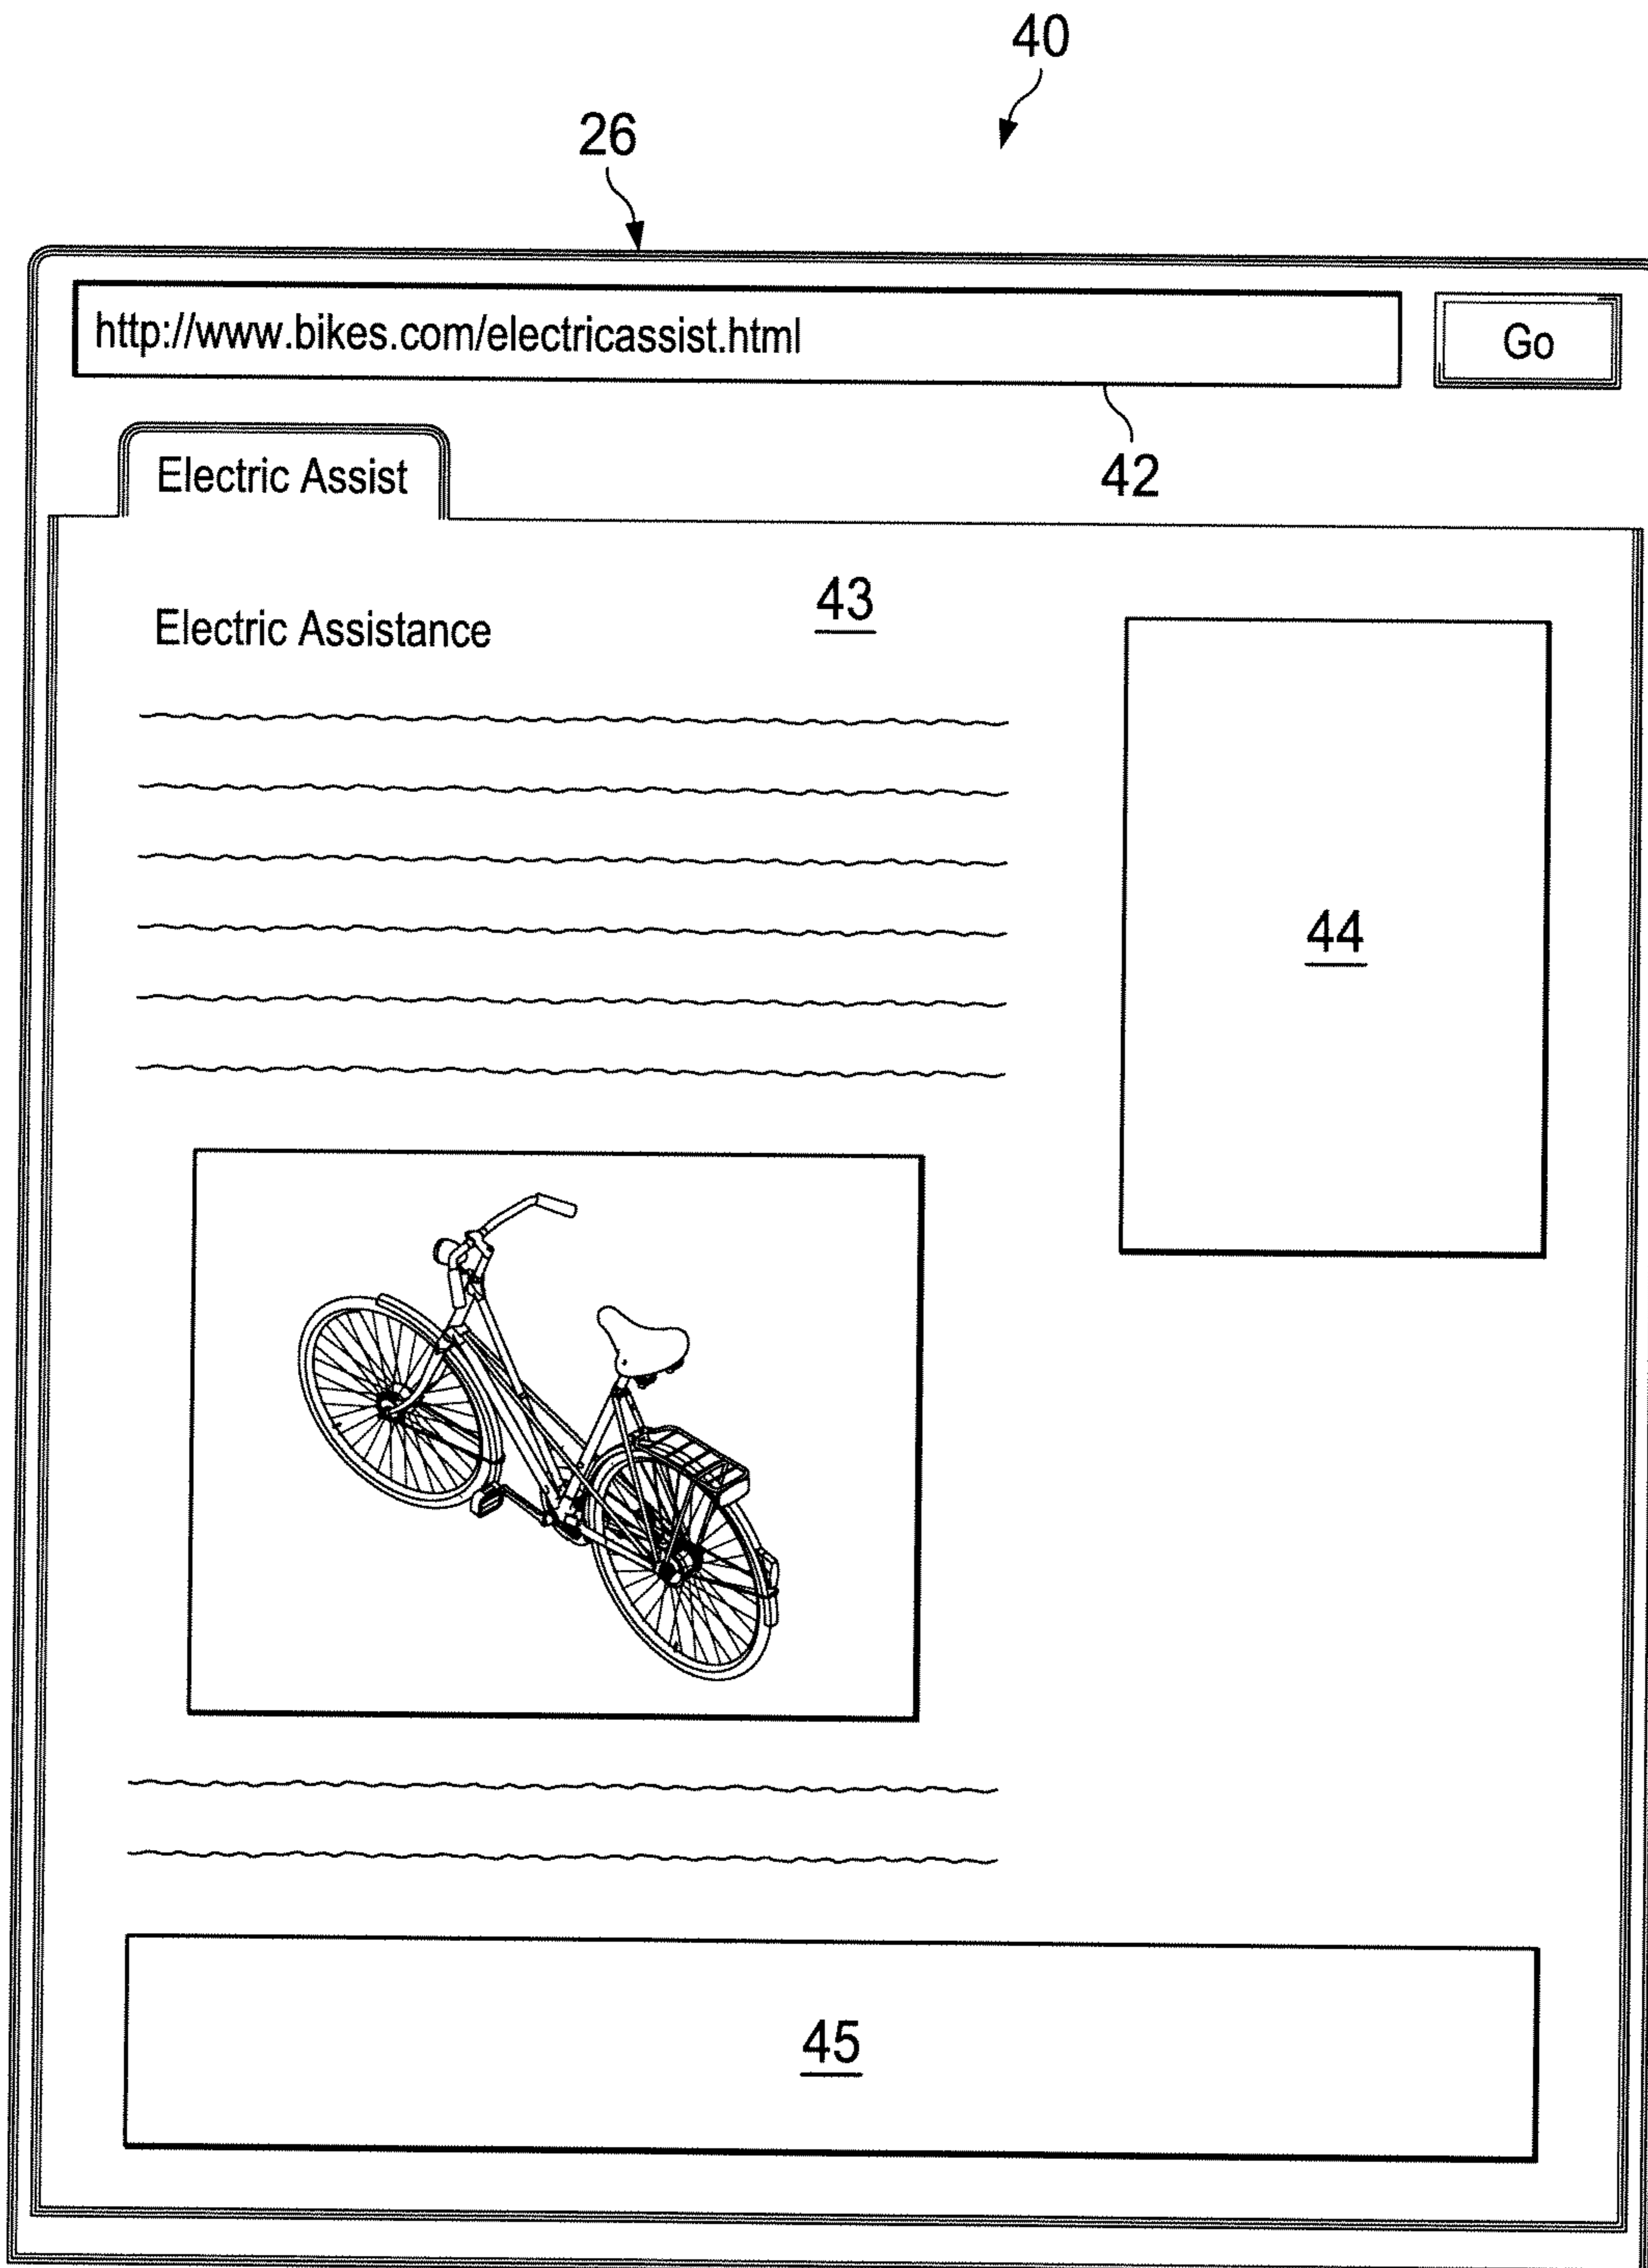 40
26
http://www.bikes.com/electricassist.html
Go
42
Electric Assist
43
Electric Assistance
44
45